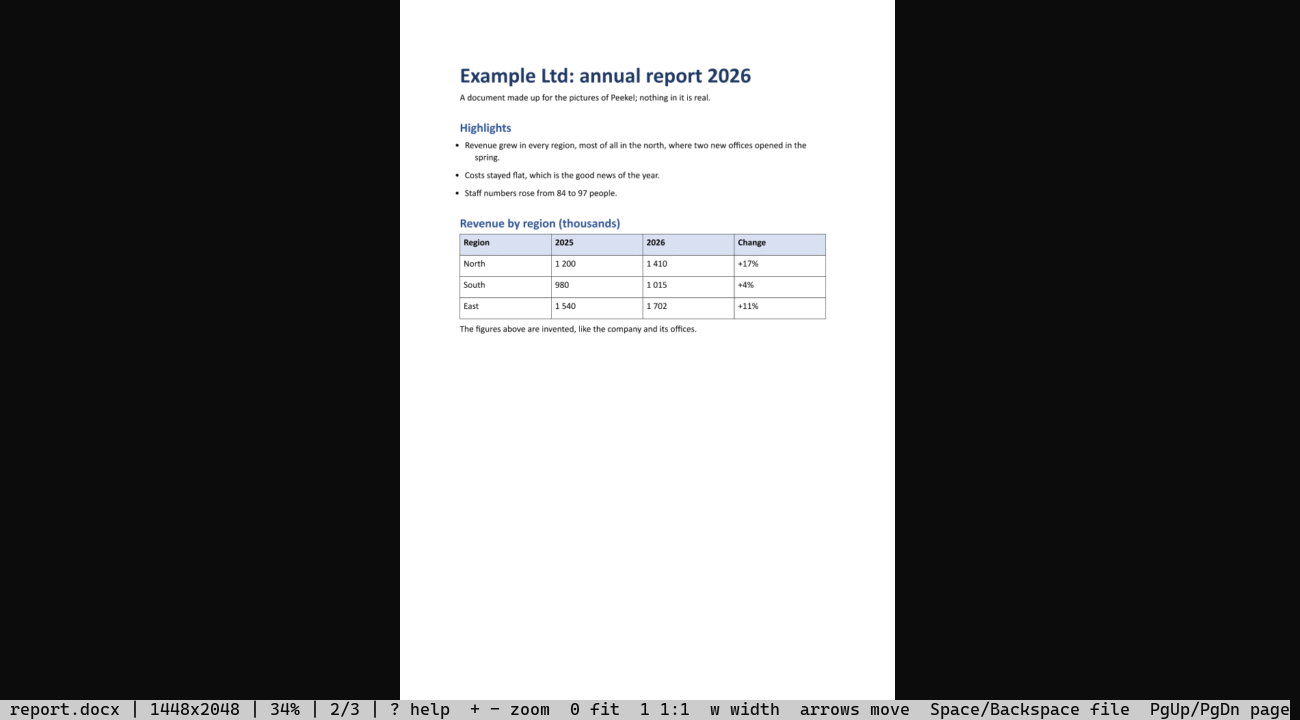 Example Ltd: annual report 2026
A document made up for the pictures of Peekel; nothing in it is real.
Highlights
• Revenue grew in every region, most of all in the north, where two new offices opened in the
spring.
• Costs stayed flat, which is the good news of the year.
• Staff numbers rose from 84 to 97 people.
Revenue by region (thousands)
Region 2025 2026 Change
North 1 200 1 410 +17%
South 980 1 015 +4%
East 1 540 1 702 +11%
The figures above are invented, like the company and its offices.
report.docx | 1448x2048 | 34% | 2/3 | ? help + − zoom 0 fit 1 1:1 w width arrows move Space/Backspace file PgUp/PgDn page